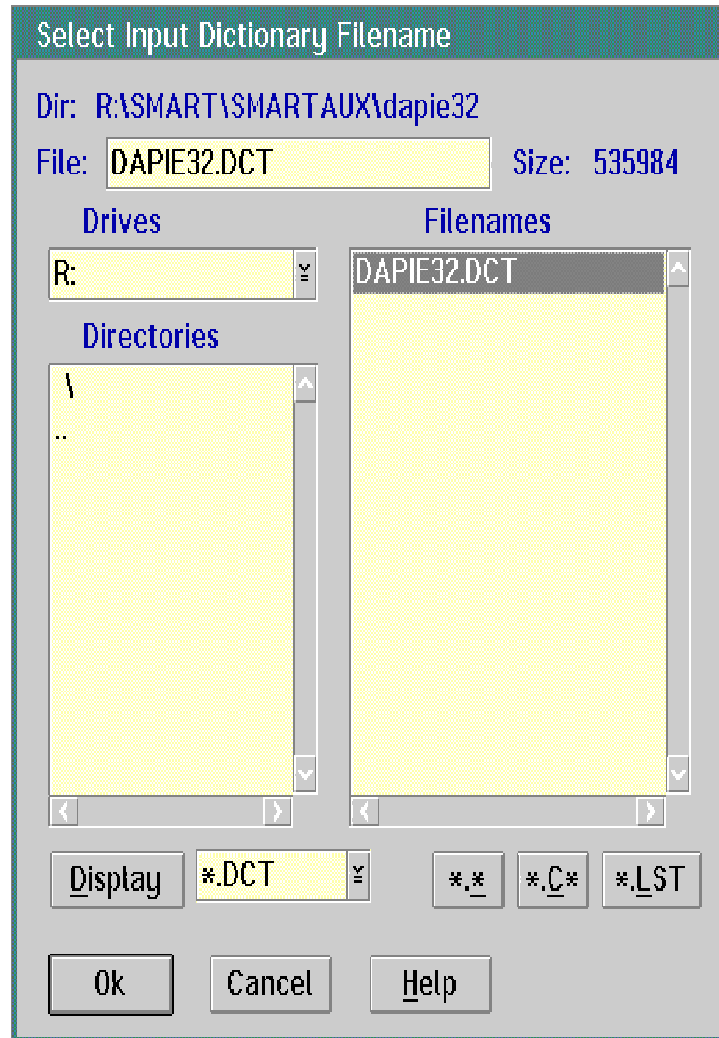 Select Input Dictionary Filename
Dir: R:\SMART\SMARTAUX\dapie32
File: DAPIE32.DCT Size: 535984
Drives Filenames
R: DAPIE32.DCT
Directories
\
..
Display *.DCT *.* *.C* *.LST
Ok Cancel Help